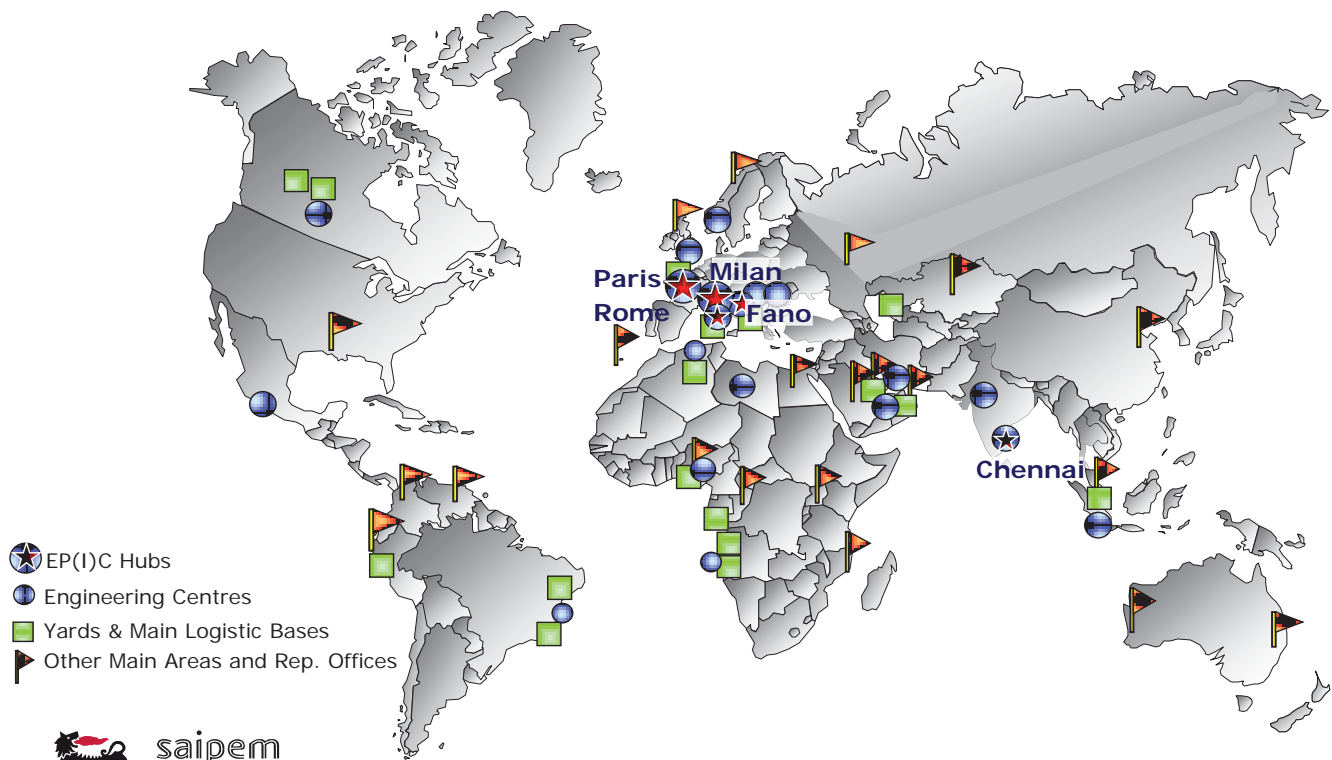 Paris
Milan
Rome
Fano
Chennai
EP(I)C Hubs
Engineering Centres
Yards & Main Logistic Bases
Other Main Areas and Rep. Offices
saipem